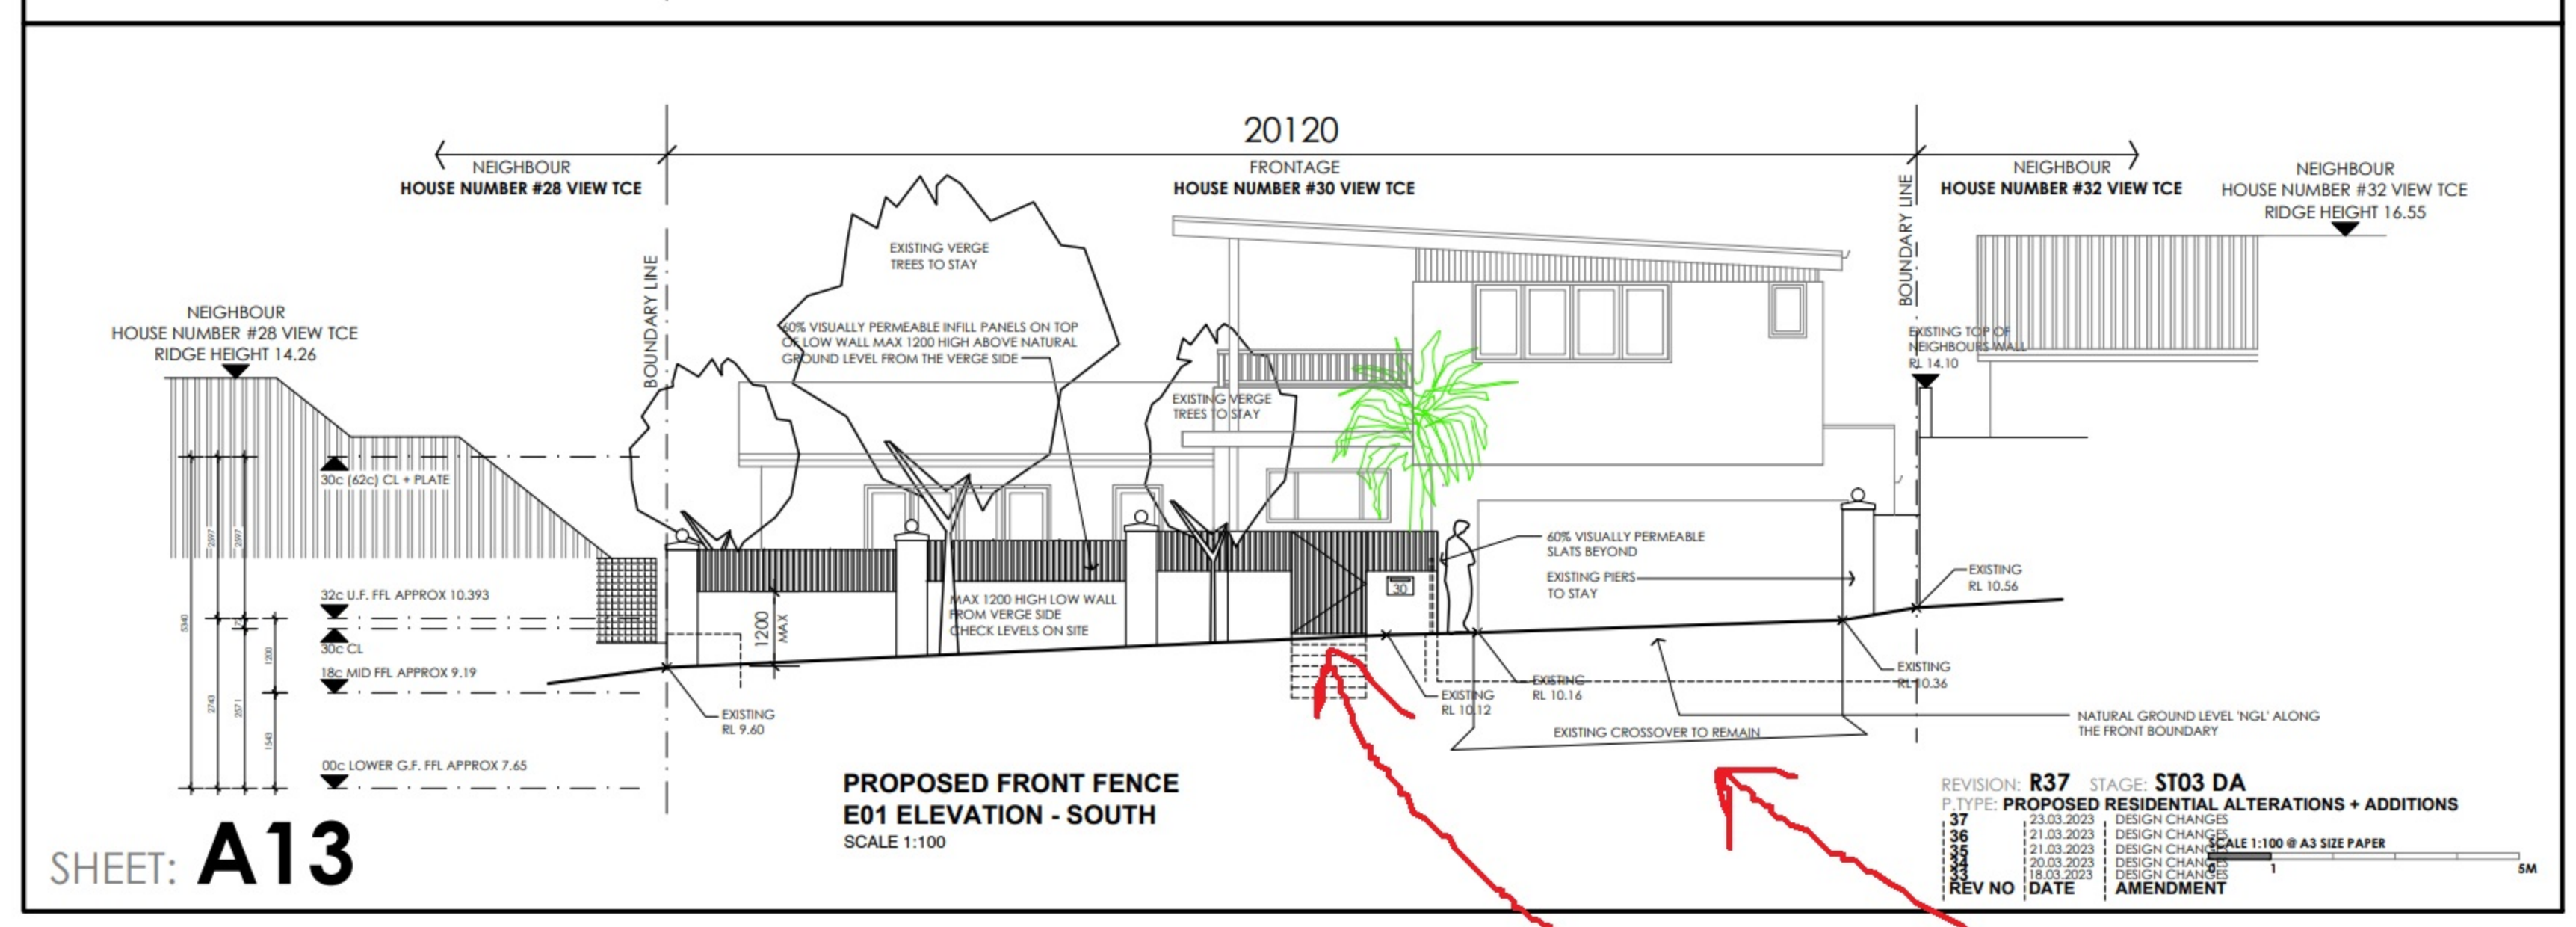 20120
NEIGHBOUR
HOUSE NUMBER #28 VIEW TCE
FRONTAGE
HOUSE NUMBER #30 VIEW TCE
NEIGHBOUR
HOUSE NUMBER #32 VIEW TCE
NEIGHBOUR
HOUSE NUMBER #32 VIEW TCE
RIDGE HEIGHT 16.55
BOUNDARY LINE
BOUNDARY LINE
EXISTING VERGE
TREES TO STAY
NEIGHBOUR
HOUSE NUMBER #28 VIEW TCE
RIDGE HEIGHT 14.26
60% VISUALLY PERMEABLE INFILL PANELS ON TOP
OF LOW WALL MAX 1200 HIGH ABOVE NATURAL
GROUND LEVEL FROM THE VERGE SIDE
EXISTING TOP OF
NEIGHBOURS WALL
RL 14.10
EXISTING VERGE
TREES TO STAY
30c (62c) CL + PLATE
2597
2597
60% VISUALLY PERMEABLE
SLATS BEYOND
EXISTING PIERS
TO STAY
EXISTING
RL 10.56
30
32c U.F. FFL APPROX 10.393
MAX 1200 HIGH LOW WALL
FROM VERGE SIDE
CHECK LEVELS ON SITE
1200
MAX
5340
30c CL
1200
18c MID FFL APPROX 9.19
2743
2571
1543
EXISTING
RL 9.60
EXISTING
RL 10.12
EXISTING
RL 10.16
EXISTING
RL 10.36
EXISTING CROSSOVER TO REMAIN
NATURAL GROUND LEVEL 'NGL' ALONG
THE FRONT BOUNDARY
00c LOWER G.F. FFL APPROX 7.65
PROPOSED FRONT FENCE
E01 ELEVATION - SOUTH
SCALE 1:100
SHEET: A13
REVISION: R37 STAGE: ST03 DA
P.TYPE: PROPOSED RESIDENTIAL ALTERATIONS + ADDITIONS
37 23.03.2023 DESIGN CHANGES
36 21.03.2023 DESIGN CHANGES
35 21.03.2023 DESIGN CHANGES
34 20.03.2023 DESIGN CHANGES
33 18.03.2023 DESIGN CHANGES
REV NO DATE AMENDMENT
SCALE 1:100 @ A3 SIZE PAPER
0 1 5M